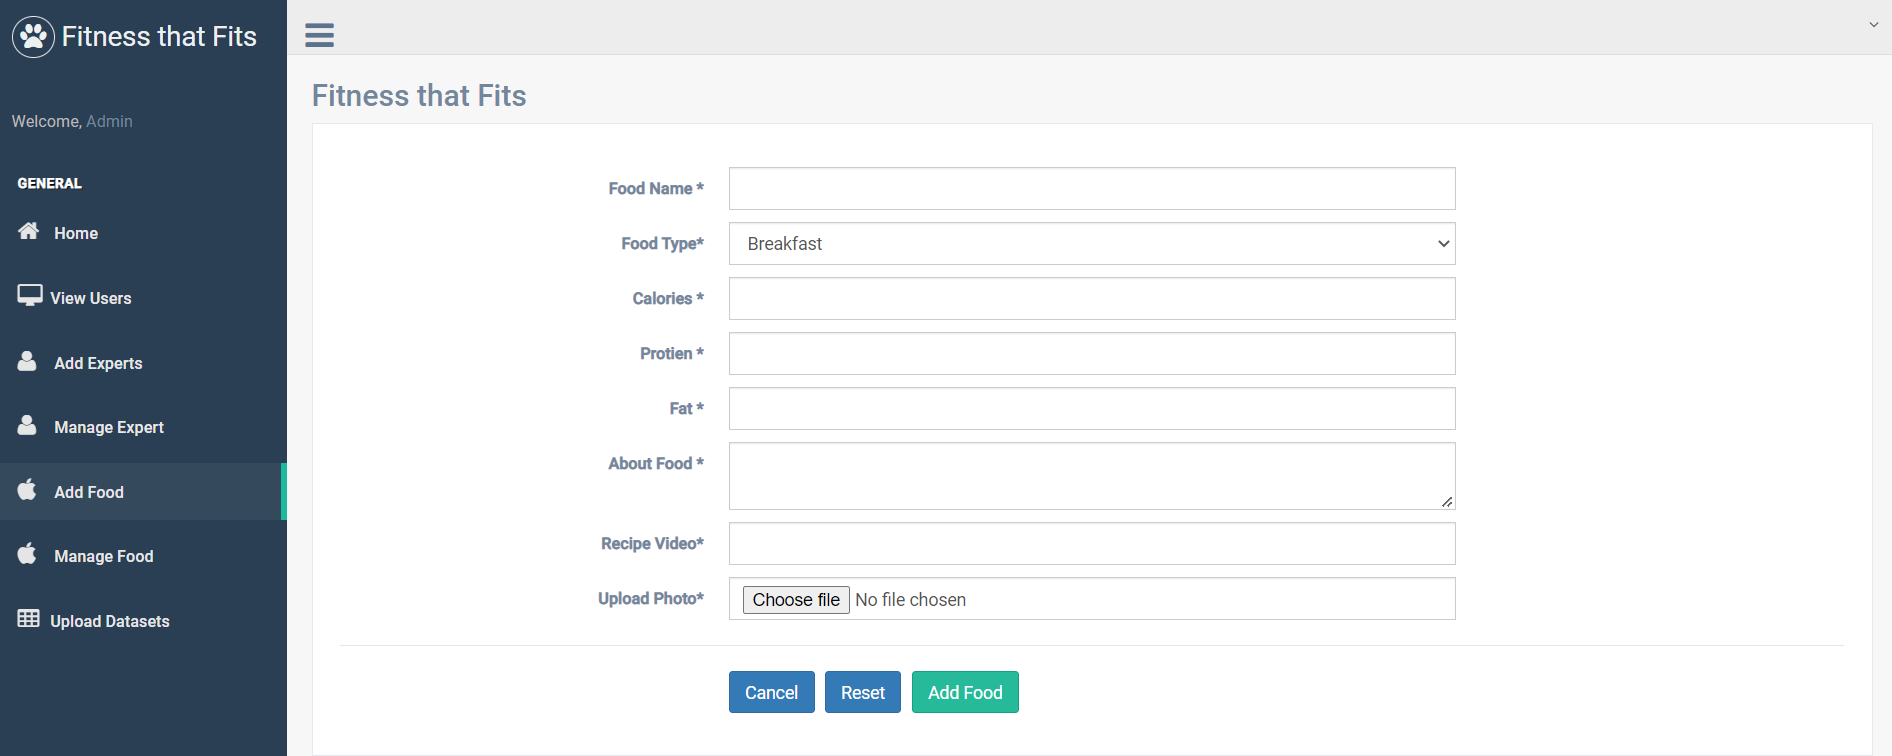 Fitness that Fits
Welcome, Admin
GENERAL
Home
View Users
Add Experts
Manage Expert
Add Food
Manage Food
Upload Datasets
Fitness that Fits
Food Name *
Food Type*
Breakfast
Calories *
Protien *
Fat *
About Food *
Recipe Video*
Upload Photo*
Choose file No file chosen
Cancel Reset Add Food